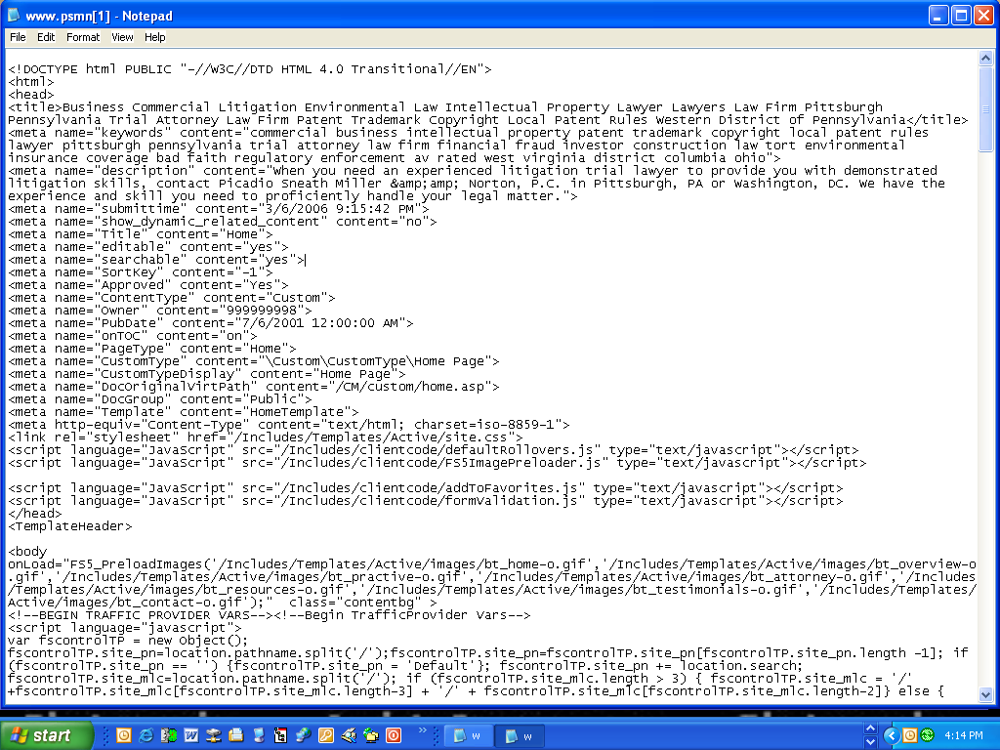 www.psmn[1] - Notepad
File Edit Format View Help
<!DOCTYPE html PUBLIC "-//W3C//DTD HTML 4.0 Transitional//EN">
<html>
<head>
<title>Business Commercial Litigation Environmental Law Intellectual Property Lawyer Lawyers Law Firm Pittsburgh
Pennsylvania Trial Attorney Law Firm Patent Trademark Copyright Local Patent Rules Western District of Pennsylvania</title>
<meta name="keywords" content="commercial business intellectual property patent trademark copyright local patent rules
lawyer pittsburgh pennsylvania trial attorney law firm financial fraud investor construction law tort environmental
insurance coverage bad faith regulatory enforcement av rated west virginia district columbia ohio">
<meta name="description" content="When you need an experienced litigation trial lawyer to provide you with demonstrated
litigation skills, contact Picadio Sneath Miller &amp;amp; Norton, P.C. in Pittsburgh, PA or Washington, DC. We have the
experience and skill you need to proficiently handle your legal matter.">
<meta name="submittime" content="3/6/2006 9:15:42 PM">
<meta name="show_dynamic_related_content" content="no">
<meta name="Title" content="Home">
<meta name="editable" content="yes">
<meta name="searchable" content="yes">
<meta name="SortKey" content="-1">
<meta name="Approved" content="Yes">
<meta name="ContentType" content="Custom">
<meta name="Owner" content="999999998">
<meta name="PubDate" content="7/6/2001 12:00:00 AM">
<meta name="onTOC" content="on">
<meta name="PageType" content="Home">
<meta name="CustomType" content="\Custom\CustomType\Home Page">
<meta name="CustomTypeDisplay" content="Home Page">
<meta name="DocOriginalVirtPath" content="/CM/custom/home.asp">
<meta name="DocGroup" content="Public">
<meta name="Template" content="HomeTemplate">
<meta http-equiv="Content-Type" content="text/html; charset=iso-8859-1">
<link rel="stylesheet" href="/Includes/Templates/Active/site.css">
<script language="JavaScript" src="/Includes/clientcode/defaultRollovers.js" type="text/javascript"></script>
<script language="JavaScript" src="/Includes/clientcode/FS5ImagePreloader.js" type="text/javascript"></script>
<script language="JavaScript" src="/Includes/clientcode/addToFavorites.js" type="text/javascript"></script>
<script language="JavaScript" src="/Includes/clientcode/formValidation.js" type="text/javascript"></script>
</head>
<TemplateHeader>
<body
onLoad="FS5_PreloadImages('/Includes/Templates/Active/images/bt_home-o.gif','/Includes/Templates/Active/images/bt_overview-o
.gif','/Includes/Templates/Active/images/bt_practive-o.gif','/Includes/Templates/Active/images/bt_attorney-o.gif','/Includes
/Templates/Active/images/bt_resources-o.gif','/Includes/Templates/Active/images/bt_testimonials-o.gif','/Includes/Templates/
Active/images/bt_contact-o.gif');" class="contentbg" >
<!--BEGIN TRAFFIC PROVIDER VARS--><!--Begin TrafficProvider Vars-->
<script language="javascript">
var fscontrolTP = new Object();
fscontrolTP.site_pn=location.pathname.split('/');fscontrolTP.site_pn=fscontrolTP.site_pn[fscontrolTP.site_pn.length -1]; if
(fscontrolTP.site_pn == '') {fscontrolTP.site_pn = 'Default'}; fscontrolTP.site_pn += location.search;
fscontrolTP.site_mlc=location.pathname.split('/'); if (fscontrolTP.site_mlc.length > 3) { fscontrolTP.site_mlc = '/'
+fscontrolTP.site_mlc[fscontrolTP.site_mlc.length-3] + '/' + fscontrolTP.site_mlc[fscontrolTP.site_mlc.length-2]} else {
start w w 4:14 PM